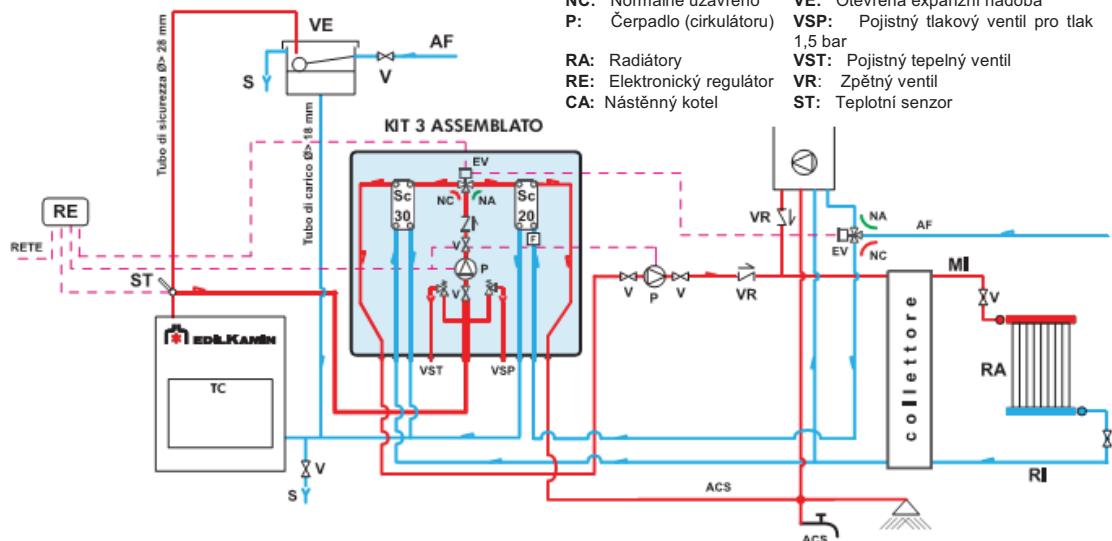 NC: Normálně uzavřeno
VE: Otevřená expanzní nádoba
P: Čerpadlo (cirkulátoru)
VSP: Pojistný tlakový ventil pro tlak
1,5 bar
RA: Radiátory
VST: Pojistný tepelný ventil
RE: Elektronický regulátor
VR: Zpětný ventil
CA: Nástěnný kotel
ST: Teplotní senzor
VE
AF
S
V
Tubo di sicurezza Ø> 28 mm
Tubo di carico Ø> 18 mm
KIT 3 ASSEMBLATO
EV
NC
NA
Sc
30
Sc
20
F
V
P
V
VST
VSP
RE
RETE
ST
EDILKAMIN
TC
V
S
V
P
V
VR
VR
NA
EV
NC
AF
MI
V
collettore
RA
V
RI
ACS
ACS